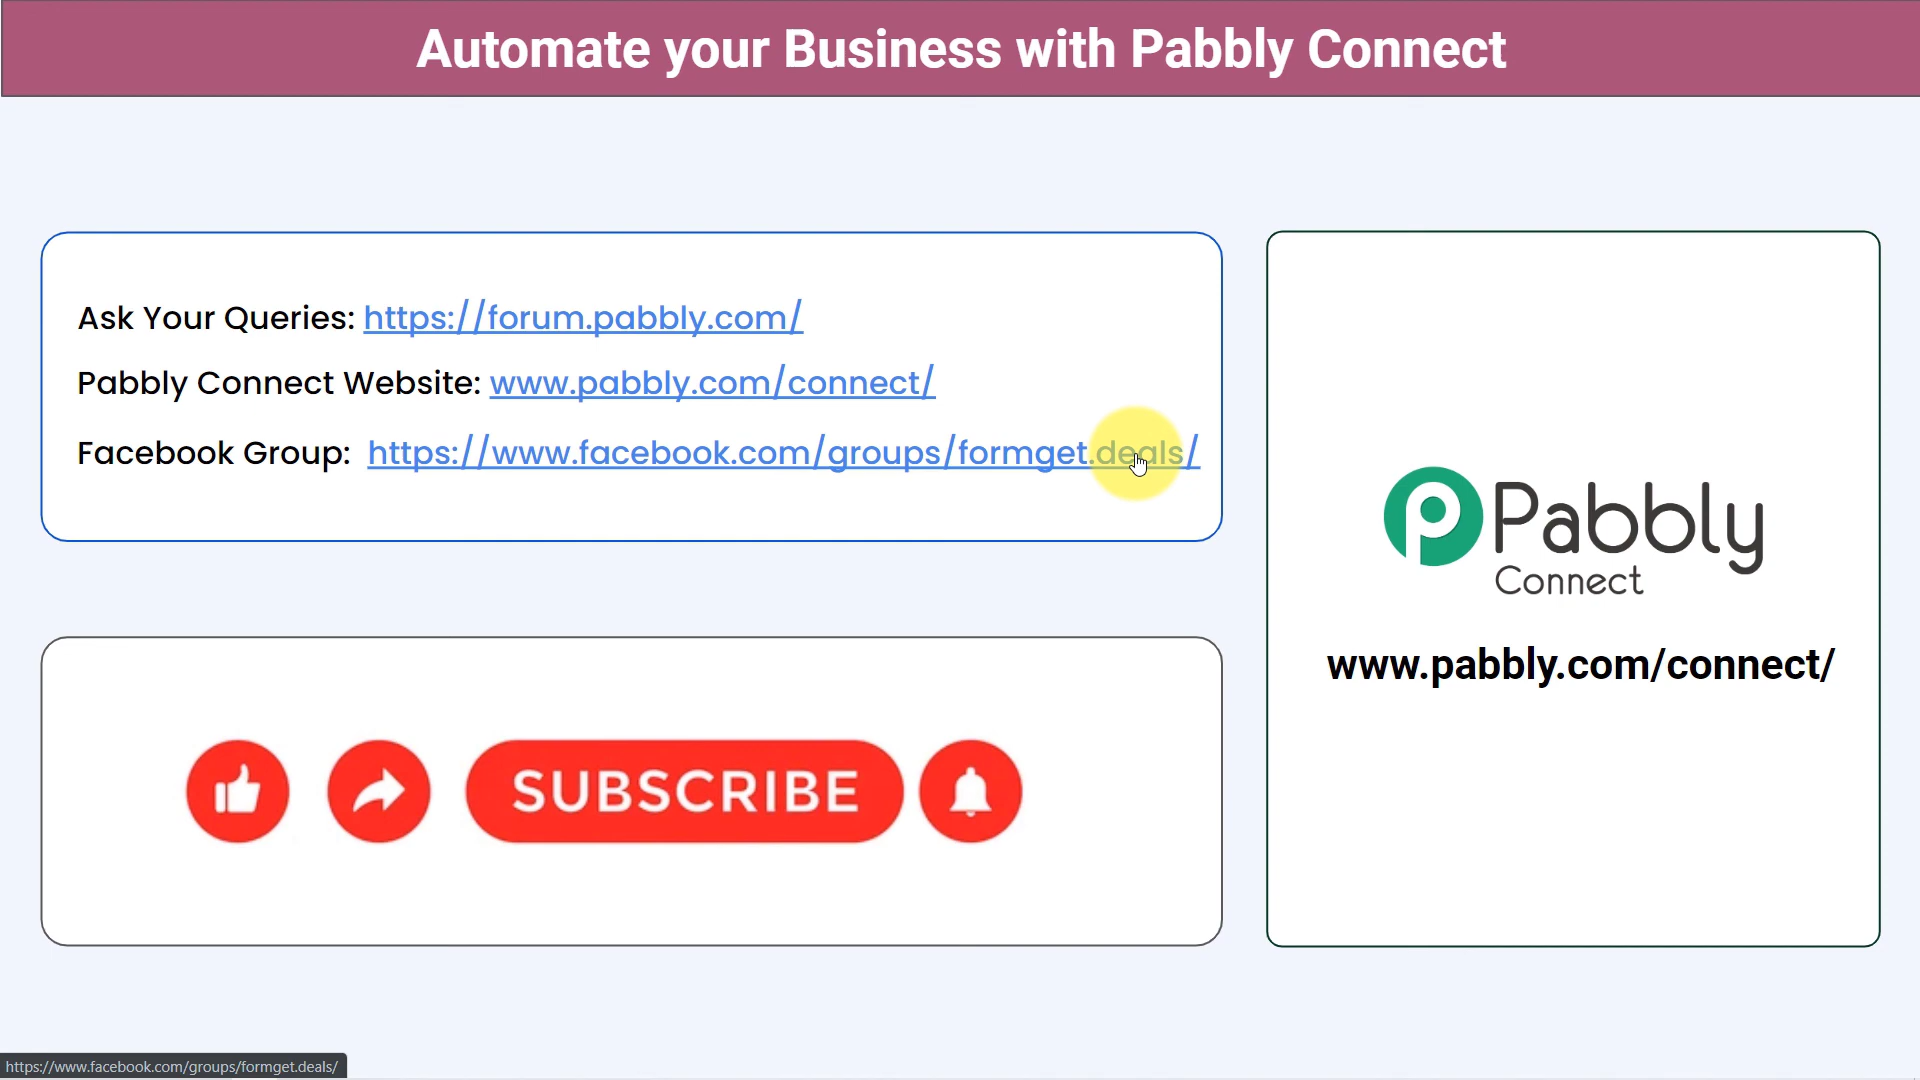 Automate your Business with Pabbly Connect
Ask Your Queries: https://forum.pabbly.com/
Pabbly Connect Website: www.pabbly.com/connect/
Facebook Group: https://www.facebook.com/groups/formget.deals/
SUBSCRIBE
Pabbly
Connect
www.pabbly.com/connect/
https://www.facebook.com/groups/formget.deals/